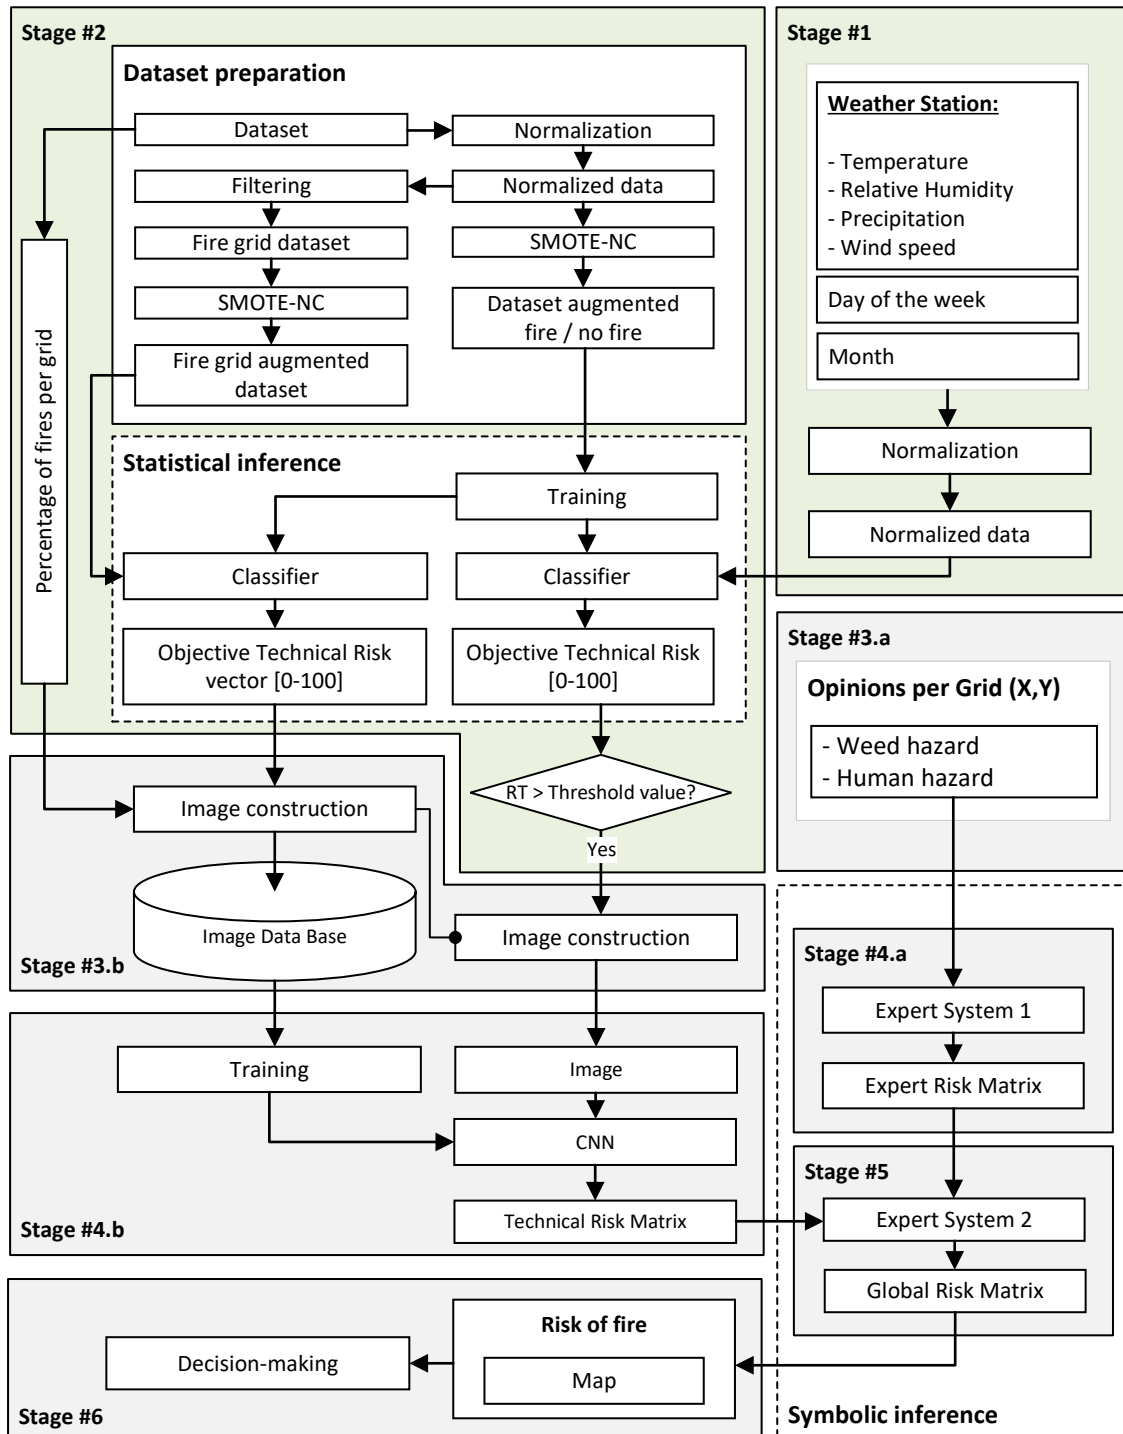 Stage #2
Dataset preparation
Dataset
Normalization
Filtering
Normalized data
Fire grid dataset
SMOTE-NC
SMOTE-NC
Dataset augmented
fire / no fire
Fire grid augmented
dataset
Percentage of fires per grid
Statistical inference
Training
Classifier
Classifier
Objective Technical Risk
vector [0-100]
Objective Technical Risk
[0-100]
RT > Threshold value?
Yes
Stage #1
Weather Station:
- Temperature
- Relative Humidity
- Precipitation
- Wind speed
Day of the week
Month
Normalization
Normalized data
Stage #3.a
Opinions per Grid (X,Y)
- Weed hazard
- Human hazard
Image construction
Image Data Base
Image construction
Stage #3.b
Stage #4.a
Expert System 1
Expert Risk Matrix
Training
Image
CNN
Technical Risk Matrix
Stage #4.b
Stage #5
Expert System 2
Global Risk Matrix
Symbolic inference
Risk of fire
Map
Decision-making
Stage #6